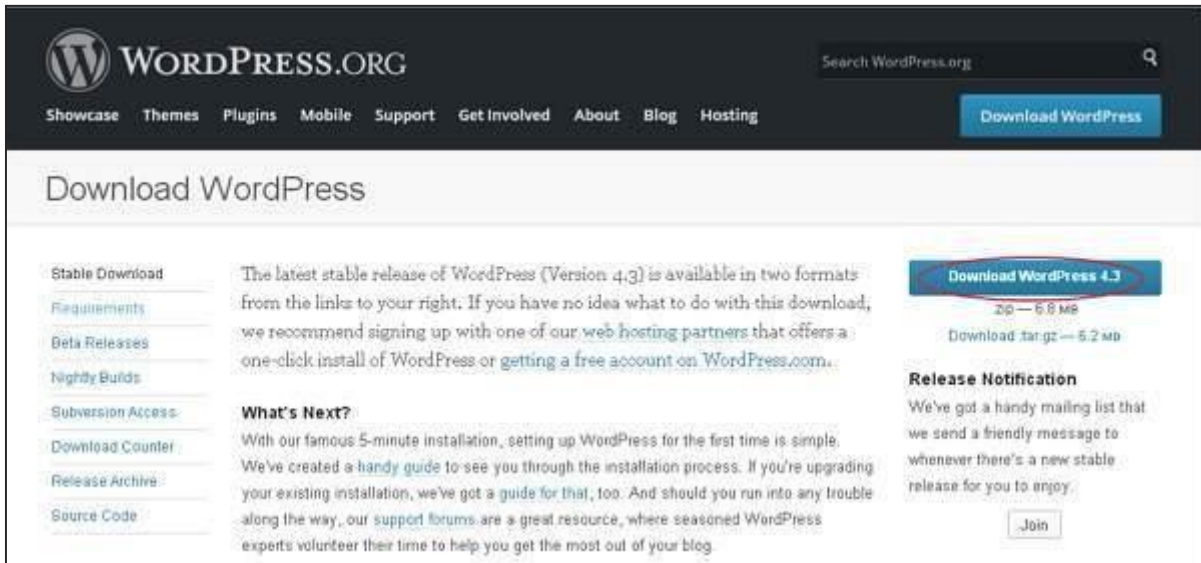 WORDPRESS.ORG
Search WordPress.org
Showcase Themes Plugins Mobile Support Get Involved About Blog Hosting
Download WordPress
Download WordPress
Stable Download
Requirements
Beta Releases
Nightly Builds
Subversion Access
Download Counter
Release Archive
Source Code
The latest stable release of WordPress (Version 4.3) is available in two formats
from the links to your right. If you have no idea what to do with this download,
we recommend signing up with one of our web hosting partners that offers a
one-click install of WordPress or getting a free account on WordPress.com.
What's Next?
With our famous 5-minute installation, setting up WordPress for the first time is simple.
We've created a handy guide to see you through the installation process. If you're upgrading
your existing installation, we've got a guide for that, too. And should you run into any trouble
along the way, our support forums are a great resource, where seasoned WordPress
experts volunteer their time to help you get the most out of your blog.
Download WordPress 4.3
.zip — 6.8 MB
Download .tar.gz — 6.2 MB
Release Notification
We've got a handy mailing list that
we send a friendly message to
whenever there's a new stable
release for you to enjoy.
Join